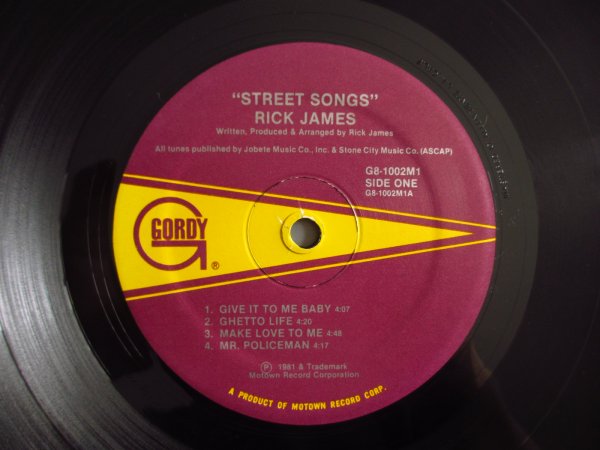 "STREET SONGS"
RICK JAMES
Written, Produced & Arranged by Rick James
All tunes published by Jobete Music Co., Inc. & Stone City Music Co. (ASCAP)
G8-1002M1
SIDE ONE
G8-1002M1A
GORDY
®
1. GIVE IT TO ME BABY 4:07
2. GHETTO LIFE 4:20
3. MAKE LOVE TO ME 4:48
4. MR. POLICEMAN 4:17
Ⓟ 1981 & Trademark
Motown Record Corporation
A PRODUCT OF MOTOWN RECORD CORP.